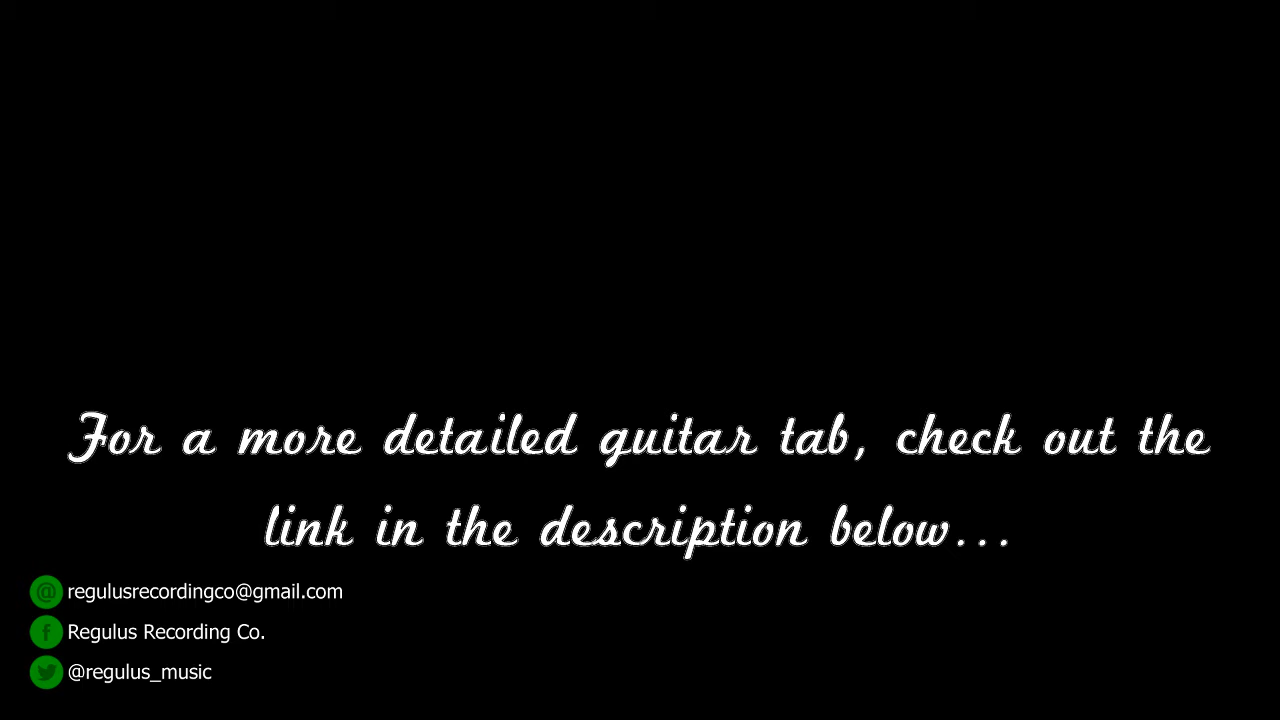 For a more detailed guitar tab, check out the
link in the description below...
@ regulusrecordingco@gmail.com
f Regulus Recording Co.
@regulus_music